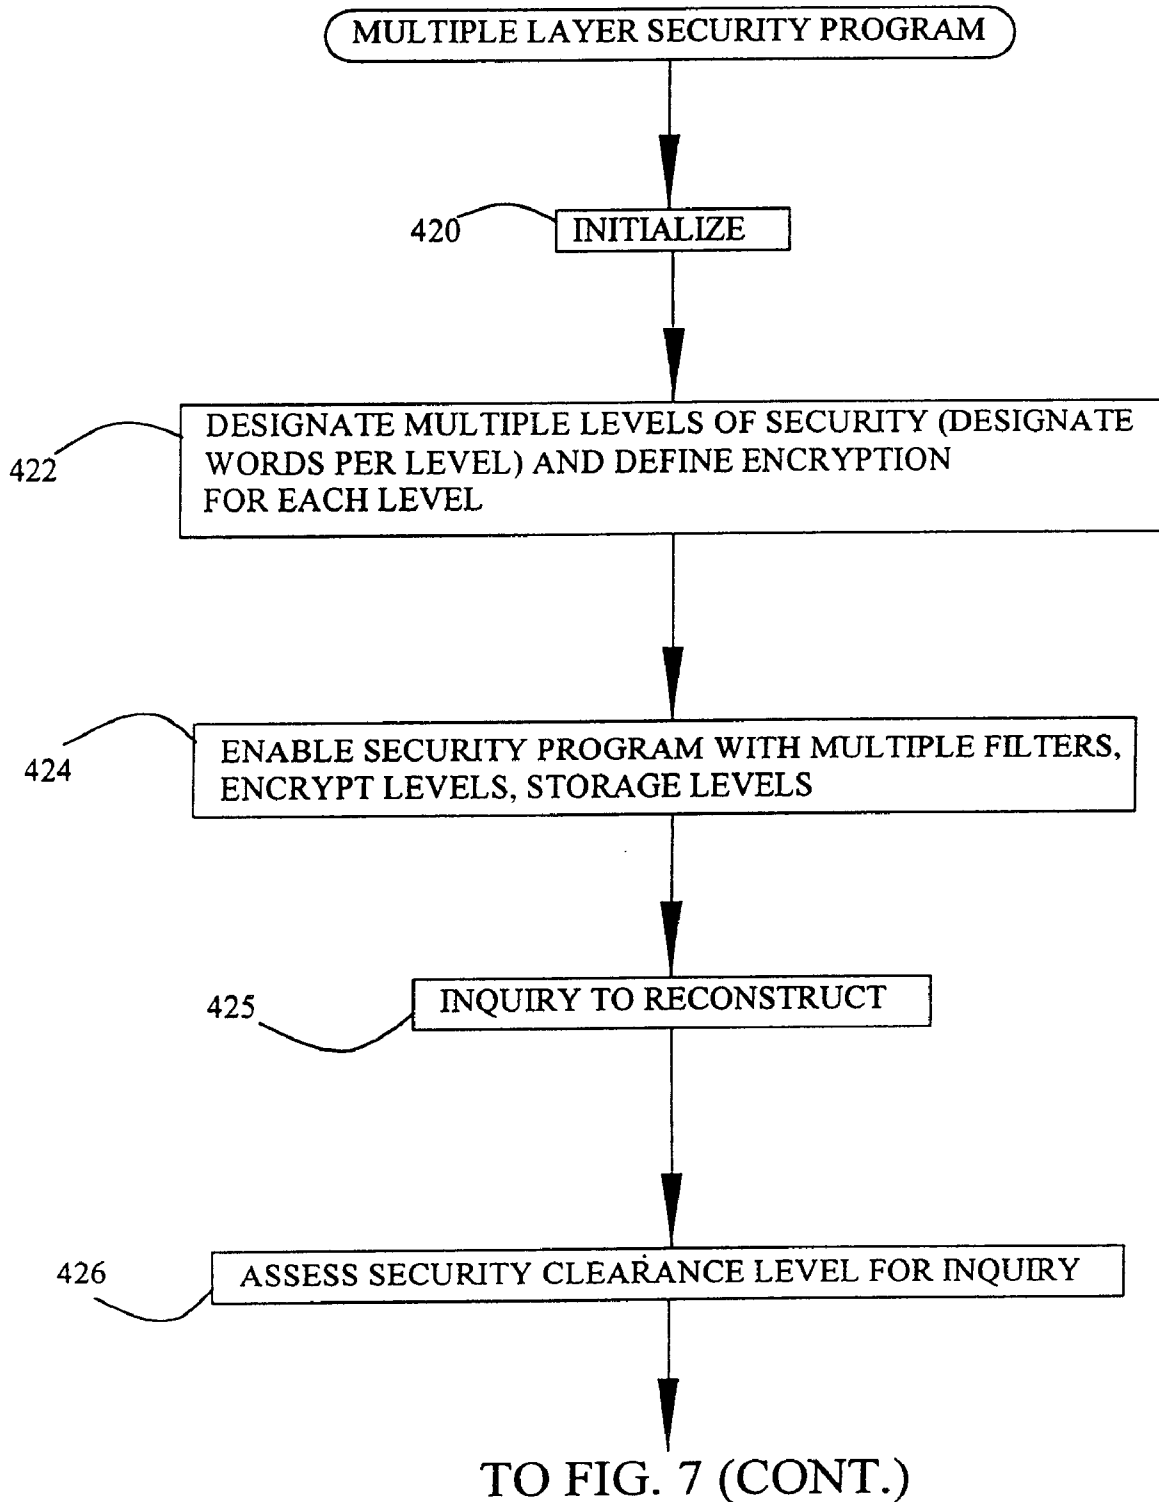 MULTIPLE LAYER SECURITY PROGRAM
420
INITIALIZE
422
DESIGNATE MULTIPLE LEVELS OF SECURITY (DESIGNATE
WORDS PER LEVEL) AND DEFINE ENCRYPTION
FOR EACH LEVEL
424
ENABLE SECURITY PROGRAM WITH MULTIPLE FILTERS,
ENCRYPT LEVELS, STORAGE LEVELS
425
INQUIRY TO RECONSTRUCT
426
ASSESS SECURITY CLEARANCE LEVEL FOR INQUIRY
TO FIG. 7 (CONT.)